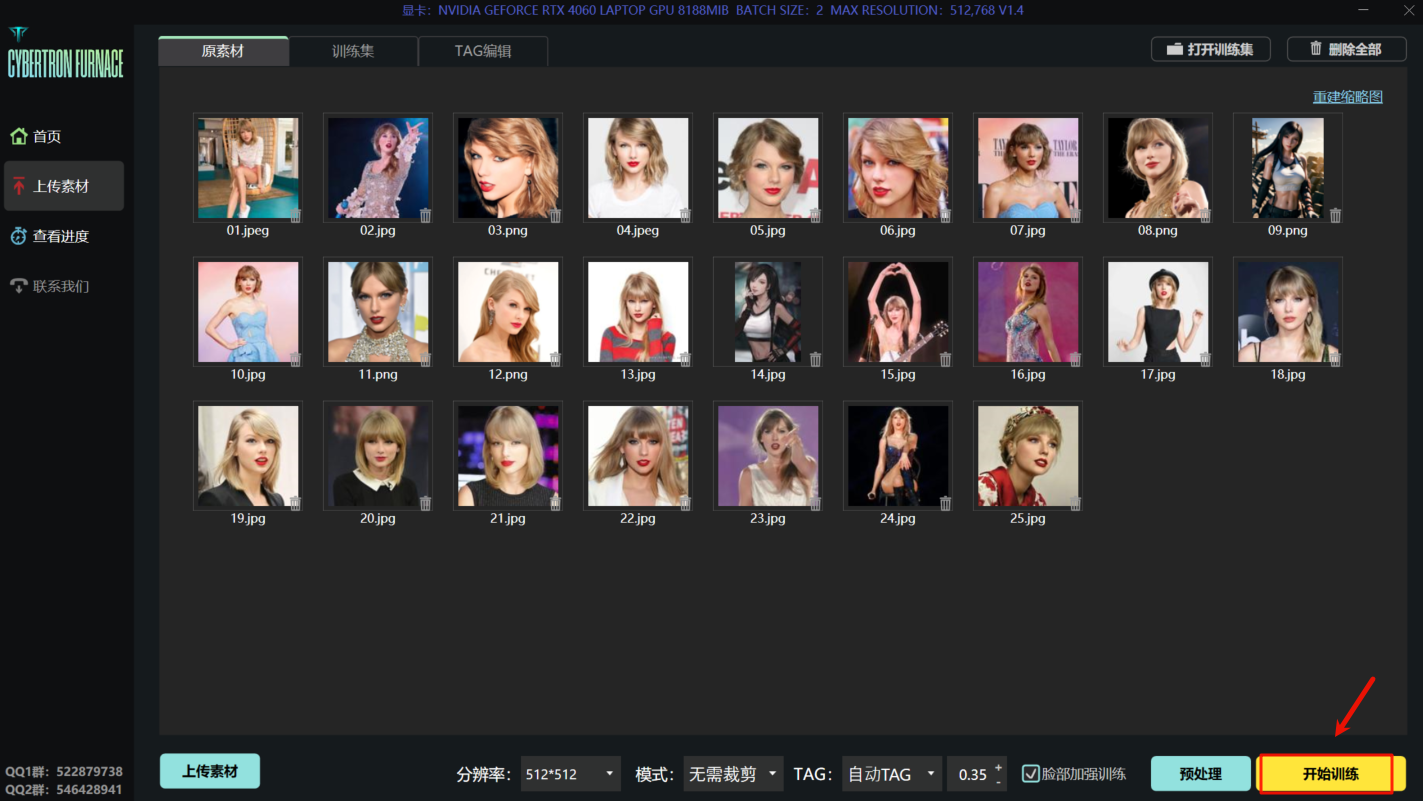 显卡：NVIDIA GEFORCE RTX 4060 LAPTOP GPU 8188MIB BATCH SIZE：2 MAX RESOLUTION：512,768 V1.4
CYBERTRON FURNACE
原素材 训练集 TAG编辑 打开训练集 删除全部
重建缩略图
首页
上传素材
查看进度
联系我们
01.jpeg 02.jpg 03.png 04.jpeg 05.jpg 06.jpg 07.jpg 08.png 09.png
10.jpg 11.png 12.png 13.jpg 14.jpg 15.jpg 16.jpg 17.jpg 18.jpg
19.jpg 20.jpg 21.jpg 22.jpg 23.jpg 24.jpg 25.jpg
QQ1群：522879738
QQ2群：546428941
上传素材 分辨率：512*512 模式：无需裁剪 TAG：自动TAG 0.35 + - 脸部加强训练 预处理 开始训练